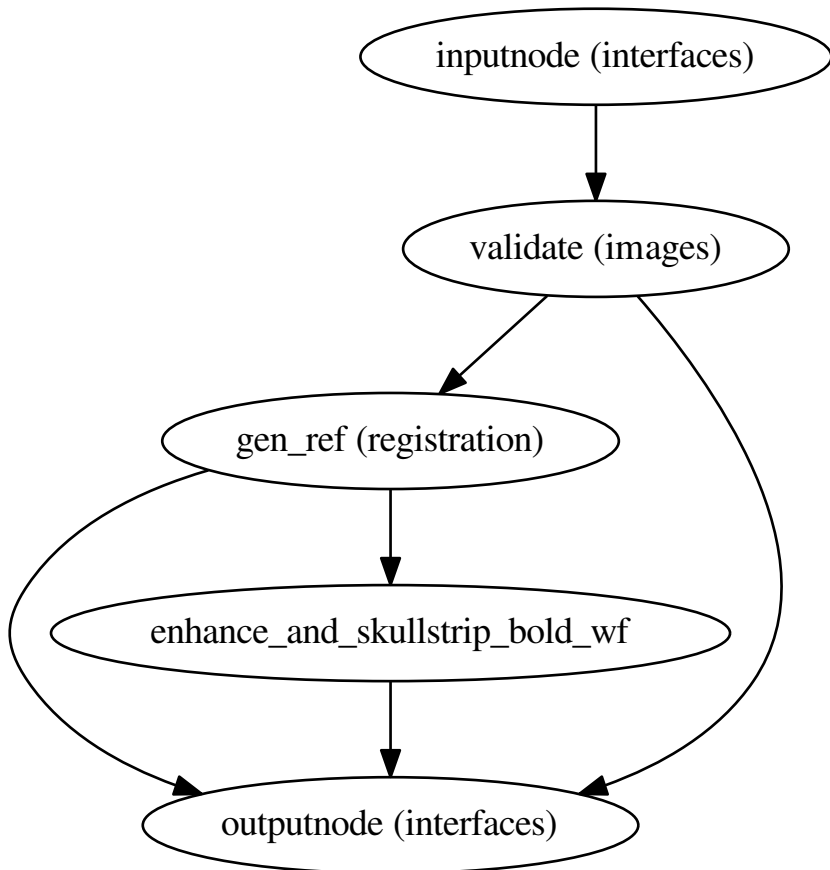 inputnode (interfaces)
validate (images)
gen_ref (registration)
enhance_and_skullstrip_bold_wf
outputnode (interfaces)